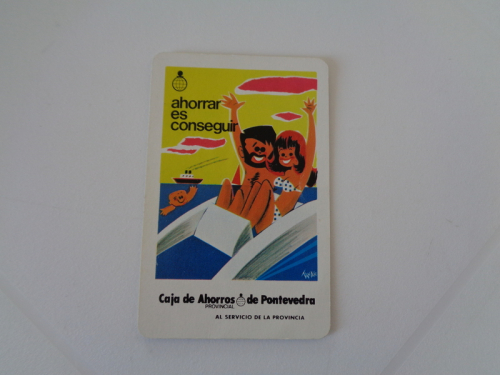 ahorrar
es
conseguir
Caja de Ahorros de Pontevedra
PROVINCIAL
AL SERVICIO DE LA PROVINCIA